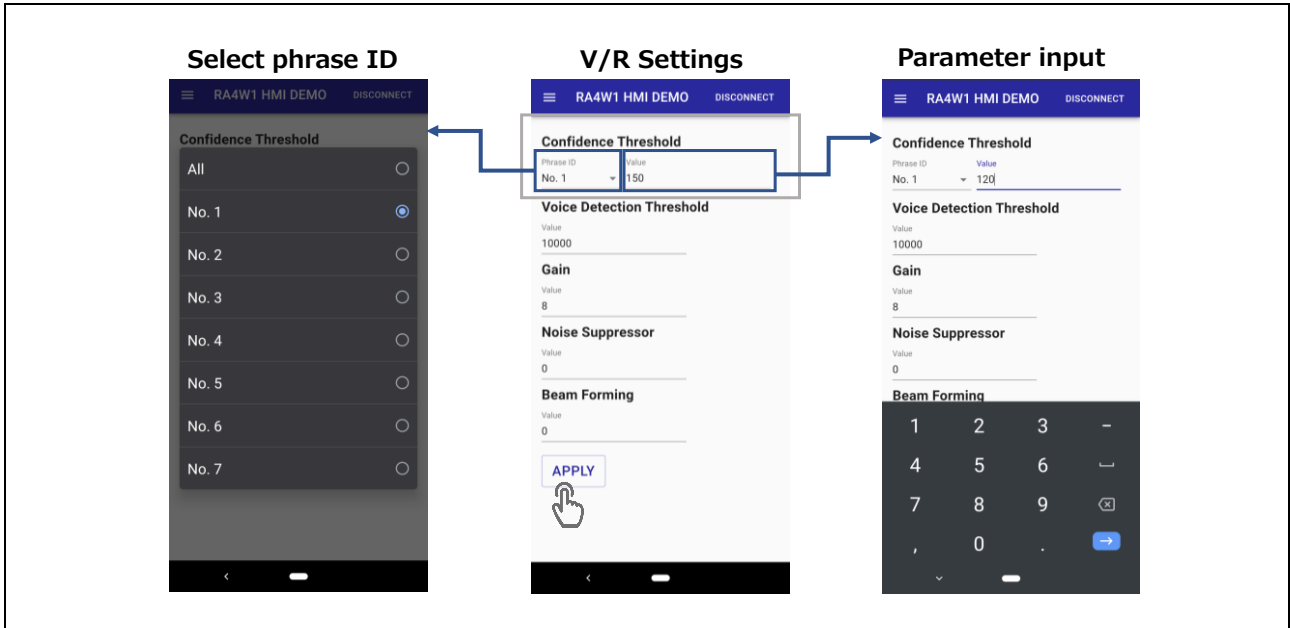 Select phrase ID
RA4W1 HMI DEMO DISCONNECT
Confidence Threshold
All
No. 1
No. 2
No. 3
No. 4
No. 5
No. 6
No. 7
V/R Settings
RA4W1 HMI DEMO DISCONNECT
Confidence Threshold
Phrase ID Value
No. 1 150
Voice Detection Threshold
Value
10000
Gain
Value
8
Noise Suppressor
Value
0
Beam Forming
Value
0
APPLY
Parameter input
RA4W1 HMI DEMO DISCONNECT
Confidence Threshold
Phrase ID Value
No. 1 120
Voice Detection Threshold
Value
10000
Gain
Value
8
Noise Suppressor
Value
0
Beam Forming
1 2 3 -
4 5 6
7 8 9
, 0 .